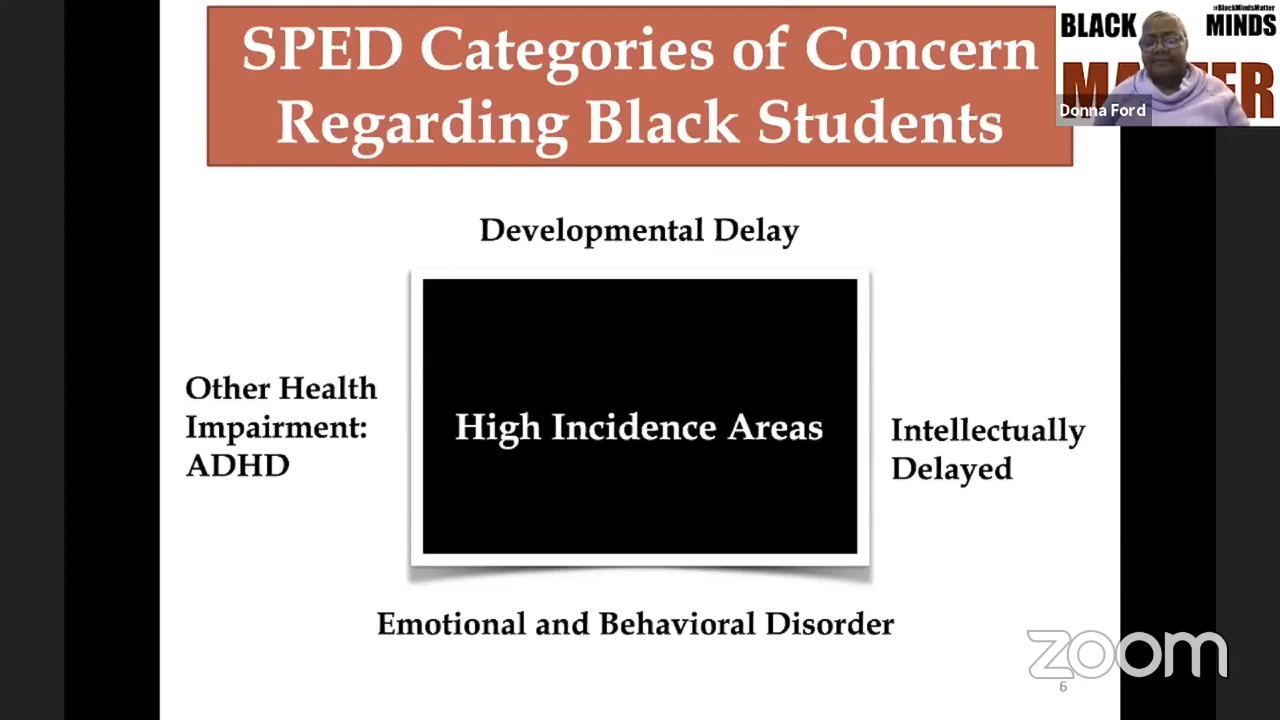 SPED Categories of Concern
Regarding Black Students
#BlackMindsMatter
BLACK MINDS
Donna Ford
Developmental Delay
Other Health
Impairment:
ADHD
High Incidence Areas
Intellectually
Delayed
Emotional and Behavioral Disorder
zoom
6